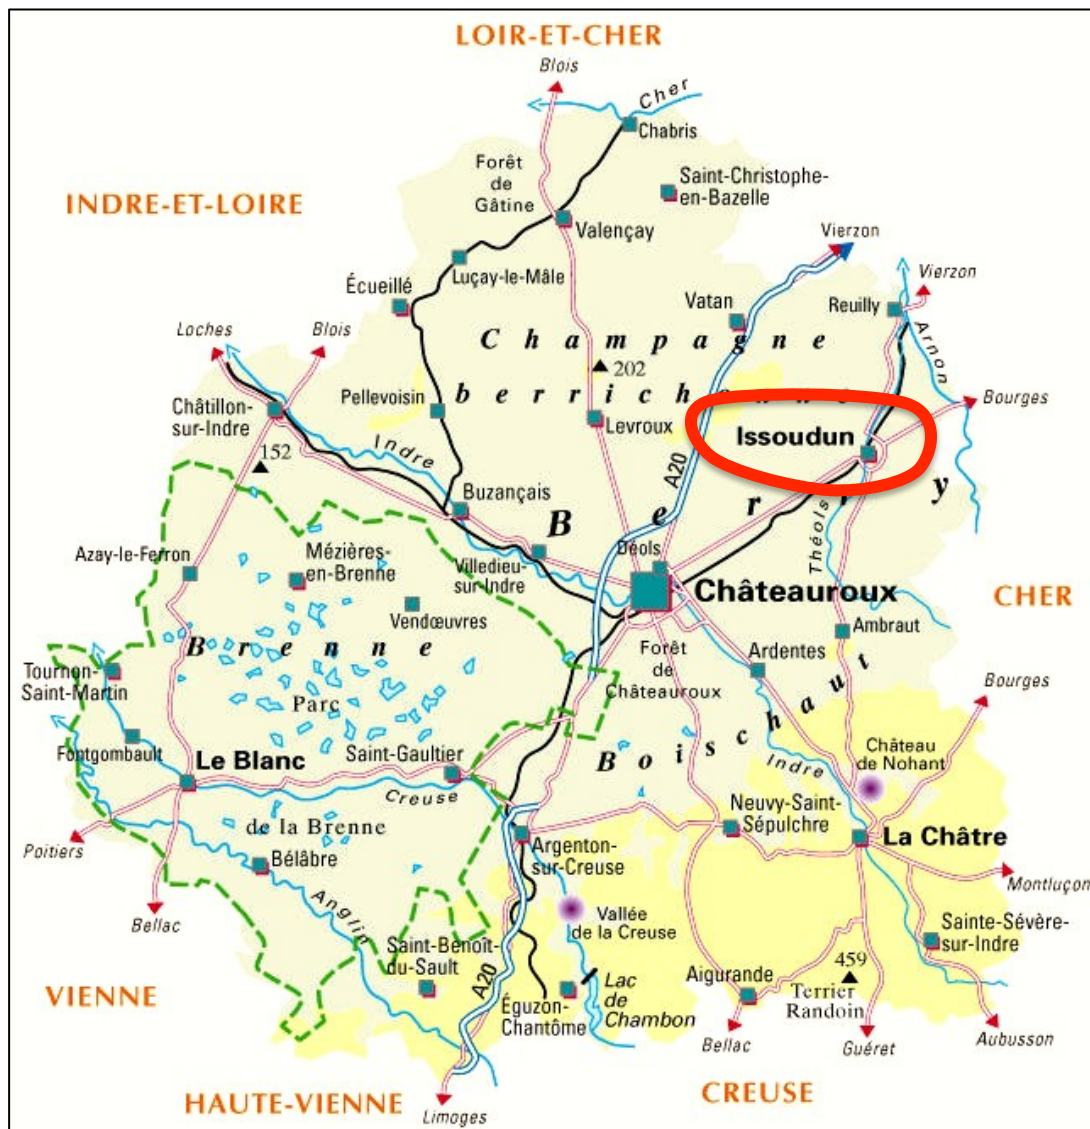 LOIR-ET-CHER
Blois
Cher
Chabris
Forêt
de
Gâtine
Saint-Christophe-
en-Bazelle
INDRE-ET-LOIRE
Valençay
Vierzon
Luçay-le-Mâle
Vierzon
Écueillé
Vatan
Reuilly
Loches
Blois
Champagne
Arnon
202
Pellevoisin
berrichonne
Bourges
Châtillon-
sur-Indre
Levroux
Issoudun
Indre
152
A20
Buzançais
Berry
Théols
Azay-le-Ferron
Mézières-
en-Brenne
Villedieu-
sur-Indre
Déols
Châteauroux
CHER
Vendœuvres
Ambraut
Brenne
Forêt
de
Châteauroux
Ardentes
Tournon-
Saint-Martin
Parc
Bourges
Boischaut
Fontgombault
Saint-Gaultier
Indre
Château
de Nohant
Le Blanc
Creuse
Neuvy-Saint-
Sépulchre
de la Brenne
La Châtre
Poitiers
Bélâbre
Argenton-
sur-Creuse
Montluçon
Anglin
Bellac
Vallée
de la Creuse
Sainte-Sévère-
sur-Indre
Saint-Benoît-
du-Sault
459
A20
Aigurande
VIENNE
Éguzon-
Chantôme
Lac
de
Chambon
Terrier
Randoin
Bellac
Guéret
Aubusson
HAUTE-VIENNE
Limoges
CREUSE